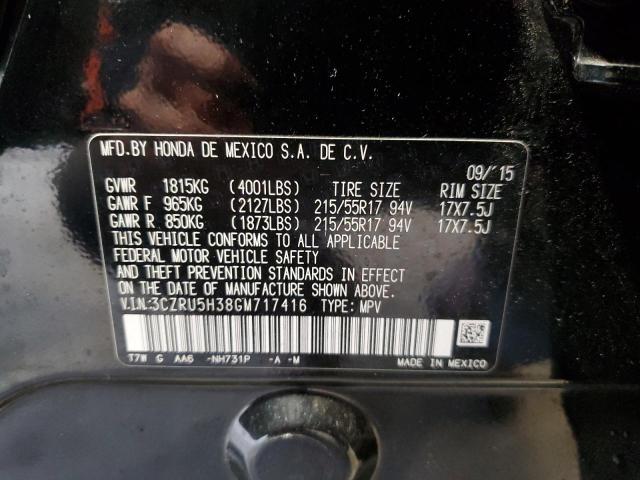 MFD. BY HONDA DE MEXICO S.A. DE C.V.
09/'15
GVWR 1815KG (4001LBS) TIRE SIZE RIM SIZE
GAWR F 965KG (2127LBS) 215/55R17 94V 17X7.5J
GAWR R 850KG (1873LBS) 215/55R17 94V 17X7.5J
THIS VEHICLE CONFORMS TO ALL APPLICABLE
FEDERAL MOTOR VEHICLE SAFETY
AND THEFT PREVENTION STANDARDS IN EFFECT
ON THE DATE OF MANUFACTURE SHOWN ABOVE.
V.I.N.:3CZRU5H38GM717416 TYPE: MPV
T7W G AA6 -NH731P -A -M MADE IN MEXICO